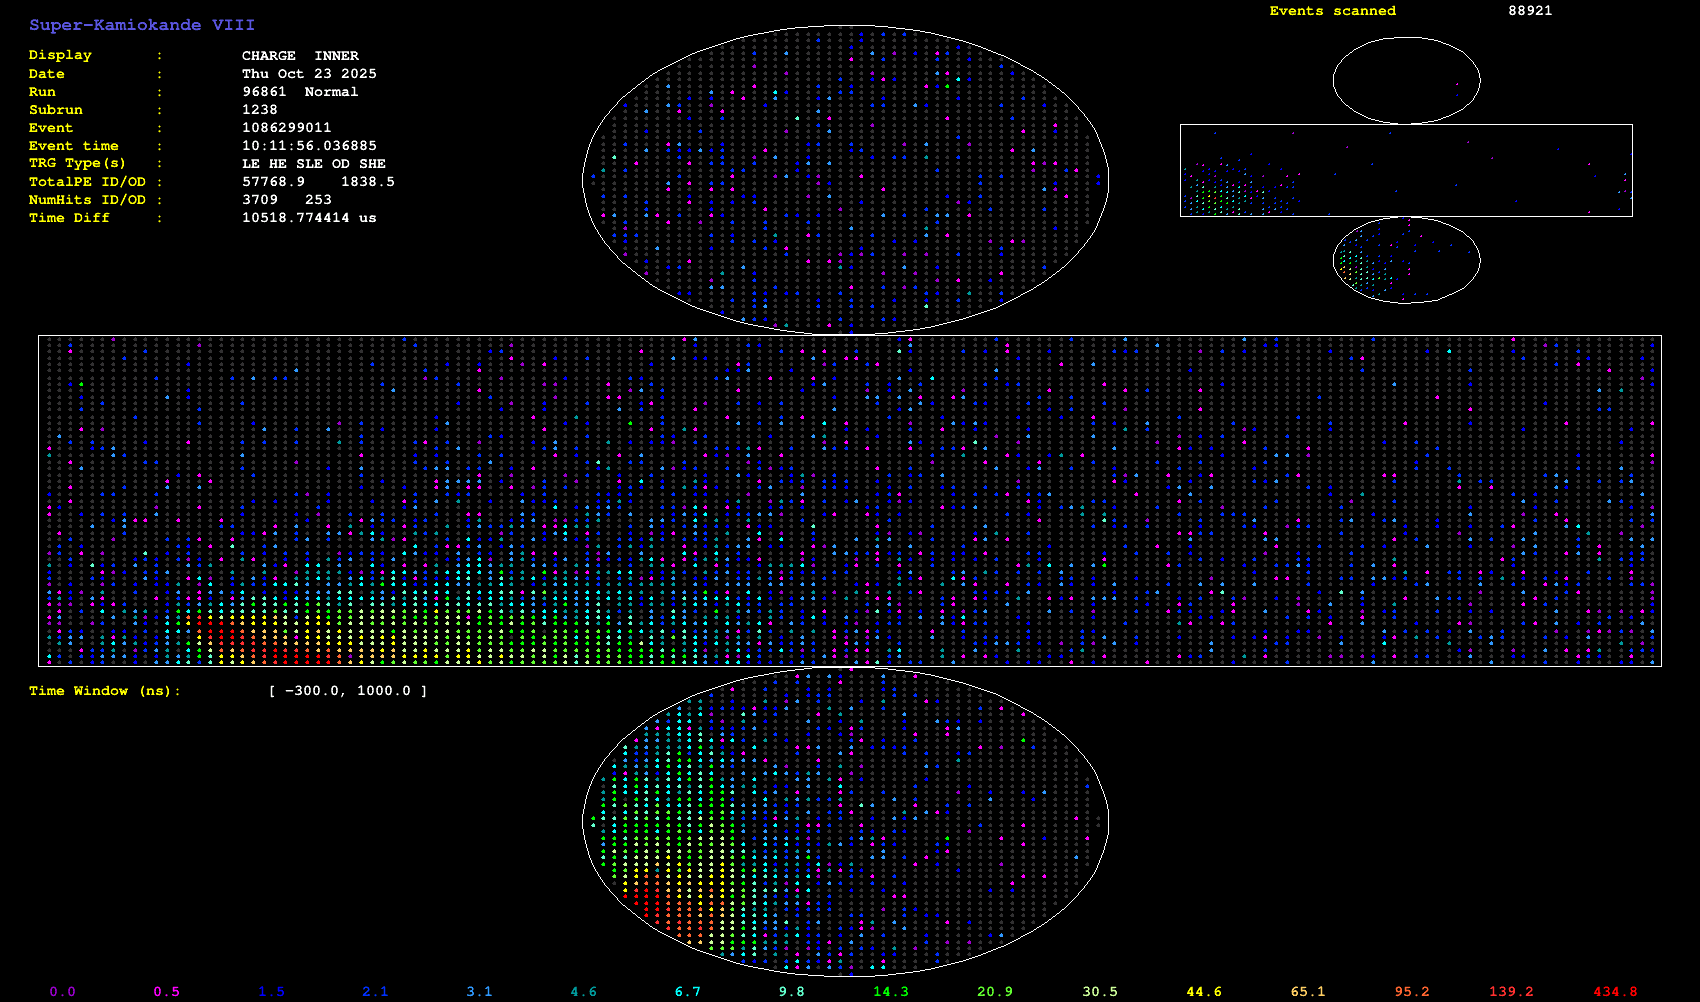 Super-Kamiokande VIII
Events scanned 88921
Display : CHARGE INNER
Date : Thu Oct 23 2025
Run : 96861 Normal
Subrun : 1238
Event : 1086299011
Event time : 10:11:56.036885
TRG Type(s) : LE HE SLE OD SHE
TotalPE ID/OD : 57768.9 1838.5
NumHits ID/OD : 3709 253
Time Diff : 10518.774414 us
Time Window (ns): [ -300.0, 1000.0 ]
0.0 0.5 1.5 2.1 3.1 4.6 6.7 9.8 14.3 20.9 30.5 44.6 65.1 95.2 139.2 434.8